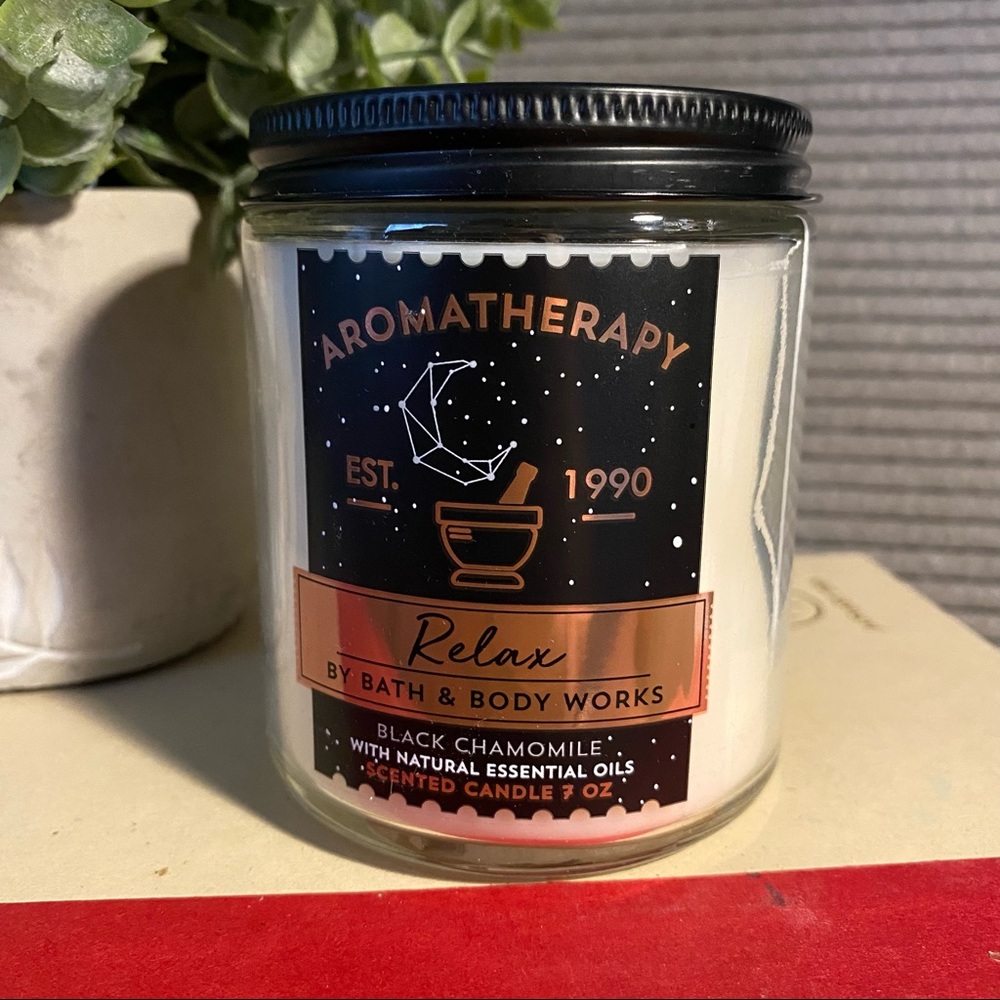 AROMATHERAPY
EST. 1990
Relax
BY BATH & BODY WORKS
BLACK CHAMOMILE
WITH NATURAL ESSENTIAL OILS
SCENTED CANDLE 7 OZ